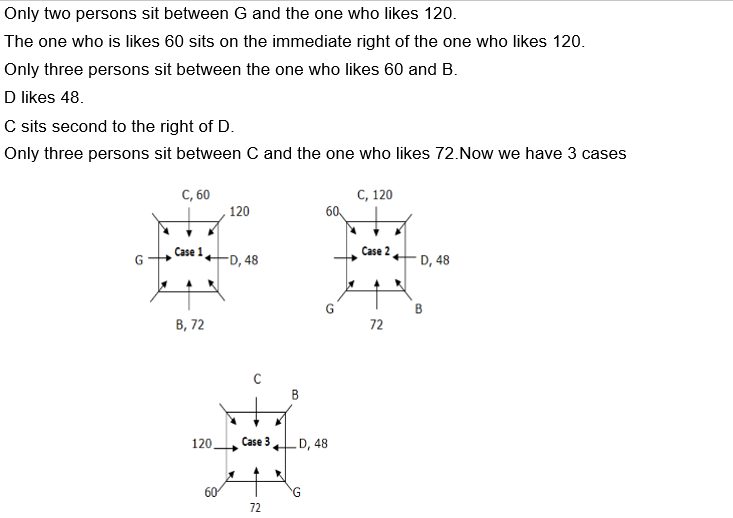 Only two persons sit between G and the one who likes 120.
The one who is likes 60 sits on the immediate right of the one who likes 120.
Only three persons sit between the one who likes 60 and B.
D likes 48.
C sits second to the right of D.
Only three persons sit between C and the one who likes 72.Now we have 3 cases
C, 60
120
G
Case 1
D, 48
B, 72
C, 120
60
Case 2
D, 48
G
B
72
C
B
120
Case 3
D, 48
60
G
72